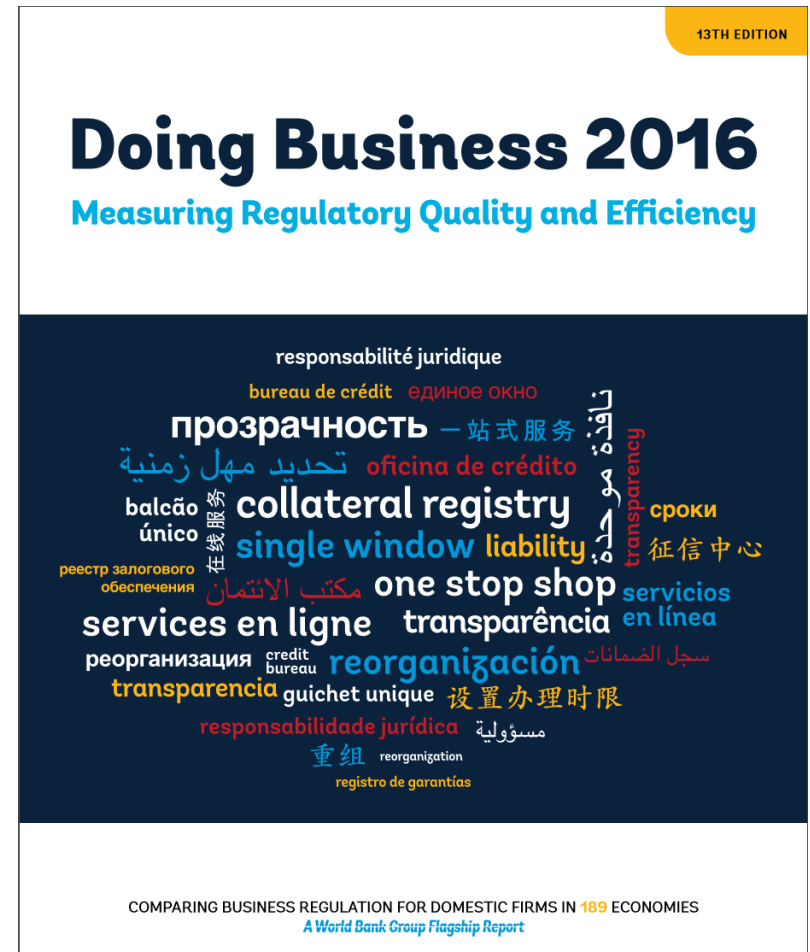 13TH EDITION
Doing Business 2016
Measuring Regulatory Quality and Efficiency
responsabilité juridique
bureau de crédit
единое окно
прозрачность
一站式服务
نافذة موحدة
تحديد مهل زمنية
oficina de crédito
transparency
balcão
único
在线服务
collateral registry
сроки
single window
liability
征信中心
реестр залогового
обеспечения
مكتب الائتمان
one stop shop
servicios
en línea
services en ligne
transparência
реорганизация
credit
bureau
reorganización
سجل الضمانات
transparencia
guichet unique
设置办理时限
responsabilidade jurídica
مسؤولية
重组
reorganization
registro de garantías
COMPARING BUSINESS REGULATION FOR DOMESTIC FIRMS IN 189 ECONOMIES
A World Bank Group Flagship Report